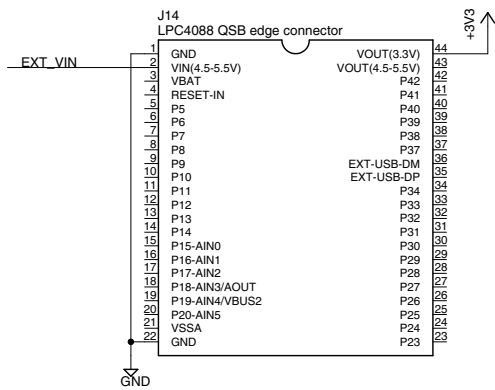 J14
LPC4088 QSB edge connector
+3V3
EXT_VIN
1 GND VOUT(3.3V) 44
2 VIN(4.5-5.5V) VOUT(4.5-5.5V) 43
3 VBAT P42 42
4 RESET-IN P41 41
5 P5 P40 40
6 P6 P39 39
7 P7 P38 38
8 P8 P37 37
9 P9 EXT-USB-DM 36
10 P10 EXT-USB-DP 35
11 P11 P34 34
12 P12 P33 33
13 P13 P32 32
14 P14 P31 31
15 P15-AIN0 P30 30
16 P16-AIN1 P29 29
17 P17-AIN2 P28 28
18 P18-AIN3/AOUT P27 27
19 P19-AIN4/VBUS2 P26 26
20 P20-AIN5 P25 25
21 VSSA P24 24
22 GND P23 23
GND